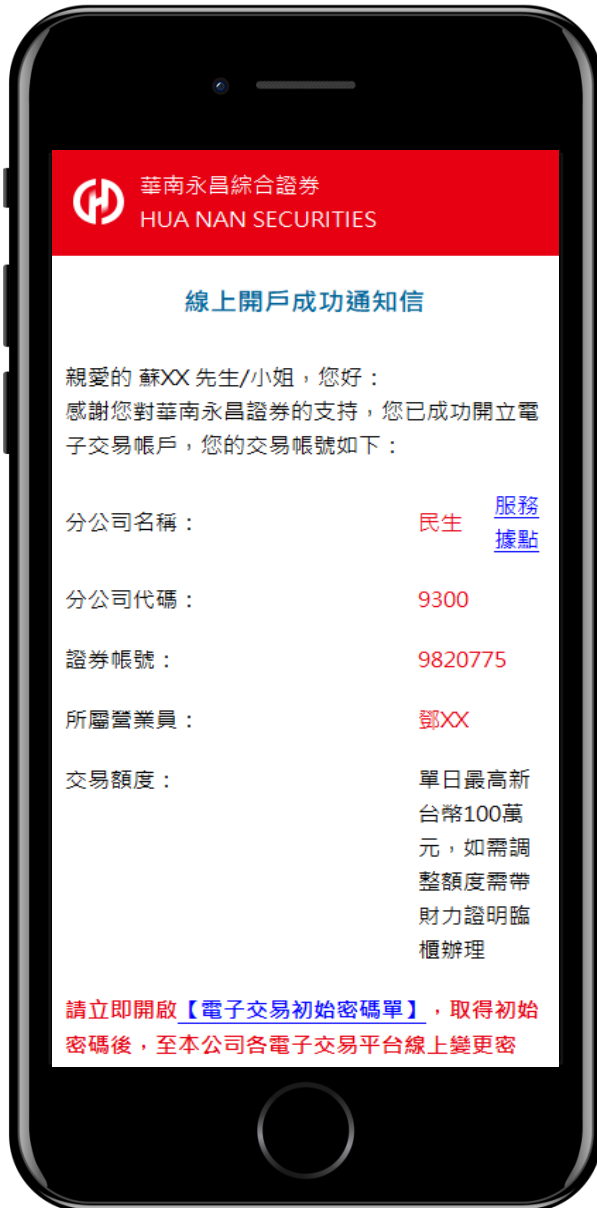 華南永昌綜合證券
HUA NAN SECURITIES
線上開戶成功通知信
親愛的 蘇XX 先生/小姐，您好：
感謝您對華南永昌證券的支持，您已成功開立電
子交易帳戶，您的交易帳號如下：
分公司名稱： 民生 服務
據點
分公司代碼： 9300
證券帳號： 9820775
所屬營業員： 鄧XX
交易額度： 單日最高新
台幣100萬
元，如需調
整額度需帶
財力證明臨
櫃辦理
請立即開啟【電子交易初始密碼單】，取得初始
密碼後，至本公司各電子交易平台線上變更密